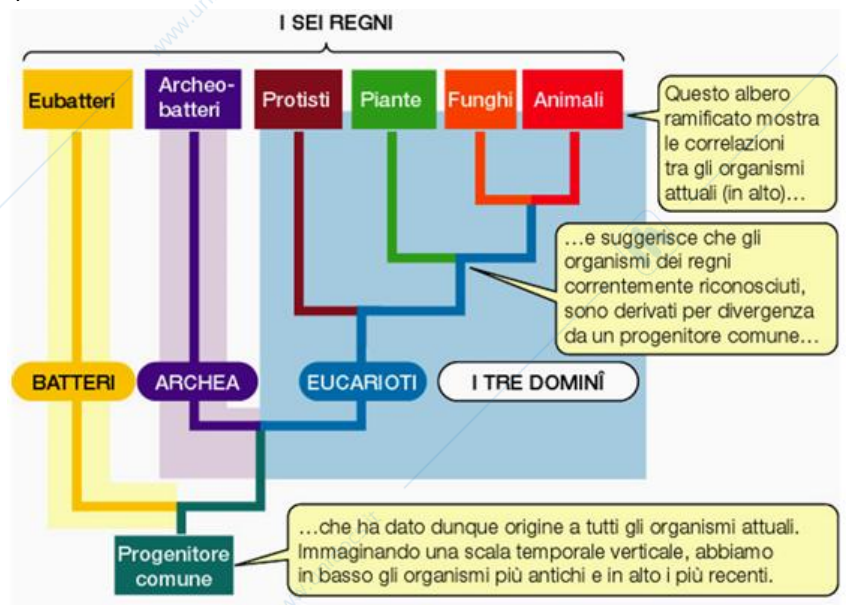 I SEI REGNI
Eubatteri
Archeo-
batteri
Protisti
Piante
Funghi
Animali
Questo albero
ramificato mostra
le correlazioni
tra gli organismi
attuali (in alto)…
…e suggerisce che gli
organismi dei regni
correntemente riconosciuti,
sono derivati per divergenza
da un progenitore comune…
BATTERI
ARCHEA
EUCARIOTI
I TRE DOMINÎ
…che ha dato dunque origine a tutti gli organismi attuali.
Immaginando una scala temporale verticale, abbiamo
in basso gli organismi più antichi e in alto i più recenti.
Progenitore
comune